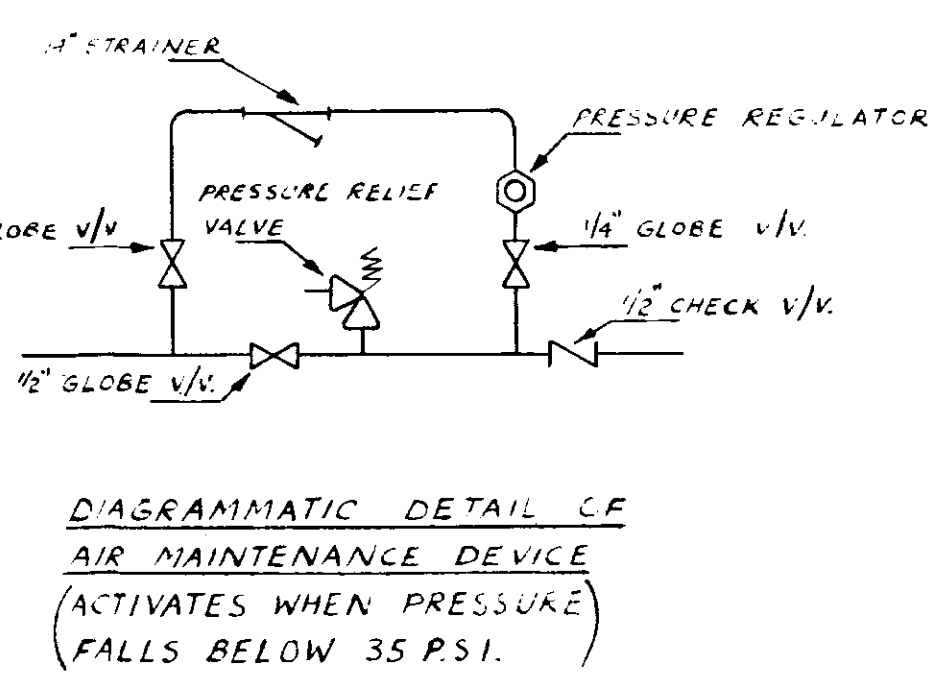 STRAINER
PRESSURE REGULATOR
PRESSURE RELIEF
VALVE
GLOBE V/V
1/4" GLOBE V/V.
1/2" CHECK V/V.
1/2" GLOBE V/V.
DIAGRAMMATIC DETAIL OF
AIR MAINTENANCE DEVICE
(ACTIVATES WHEN PRESSURE
FALLS BELOW 35 P.S.I.)